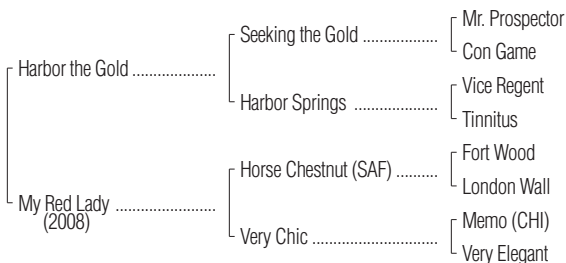 Mr. Prospector
Seeking the Gold ..................
Con Game
Harbor the Gold ....................
Vice Regent
Harbor Springs ....................
Tinnitus
Fort Wood
Horse Chestnut (SAF) ..........
London Wall
My Red Lady ........................
(2008)
Memo (CHI)
Very Chic ..............................
Very Elegant